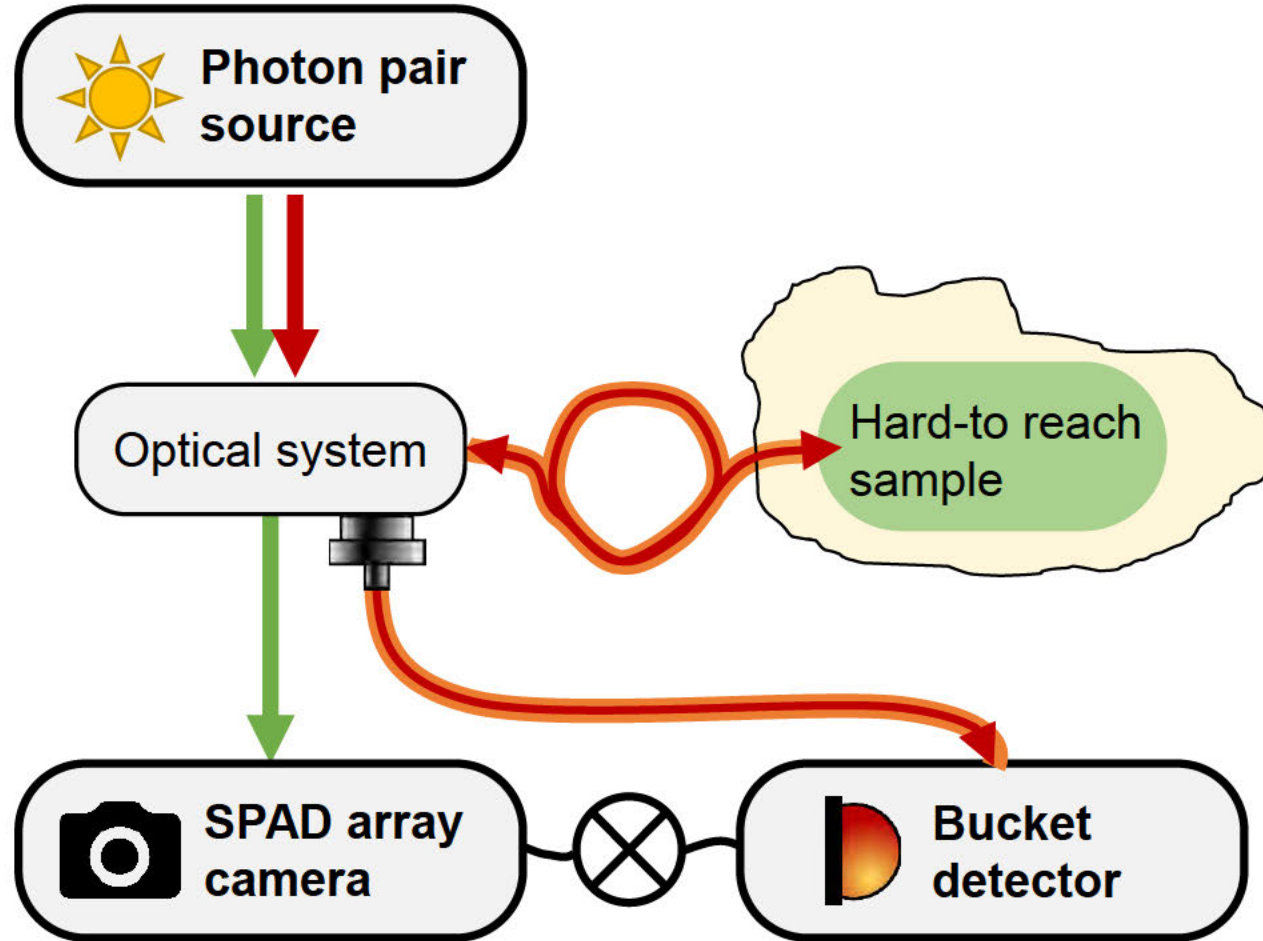 Photon pair
source
Optical system
Hard-to reach
sample
SPAD array
camera
Bucket
detector